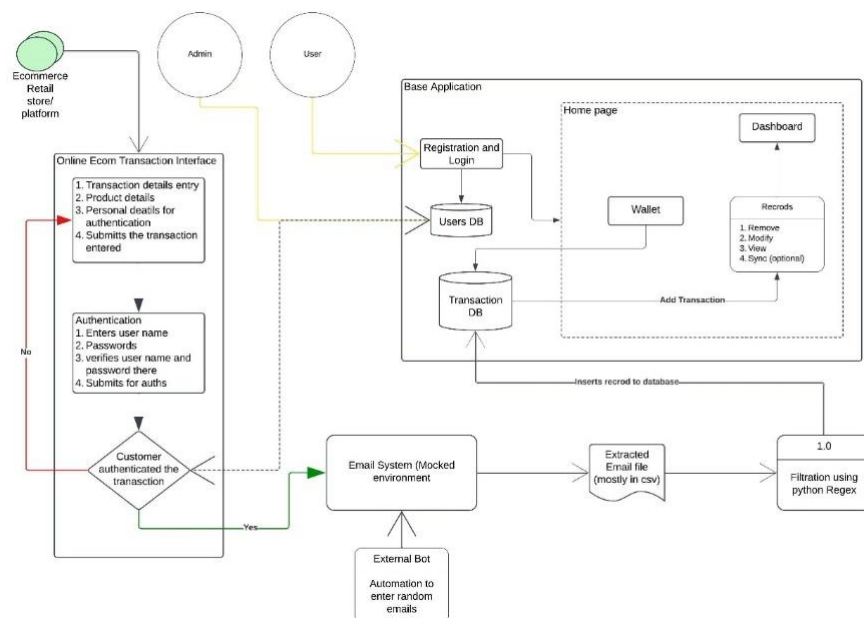 Admin
User
Ecommerce
Retail
store/
platform
Base Application
Home page
Dashboard
Registration and
Login
Online Ecom Transaction Interface
1. Transaction details entry
2. Product details
3. Personal deatils for
authentication
4. Submitts the transaction
entered
Users DB
Wallet
Recrods
1. Remove
2. Modify
3. View
4. Sync (optional)
Transaction
DB
Add Transaction
Authentication
1. Enters user name
2. Passwords
3. verifies user name and
password there
4. Submits for auths
No
Inserts recrod to database
Customer
authenticated the
tranasction
Yes
Email System (Mocked
environment
Extracted
Email file
(mostly in csv)
1.0
Filtration using
python Regex
External Bot
Automation to
enter random
emails